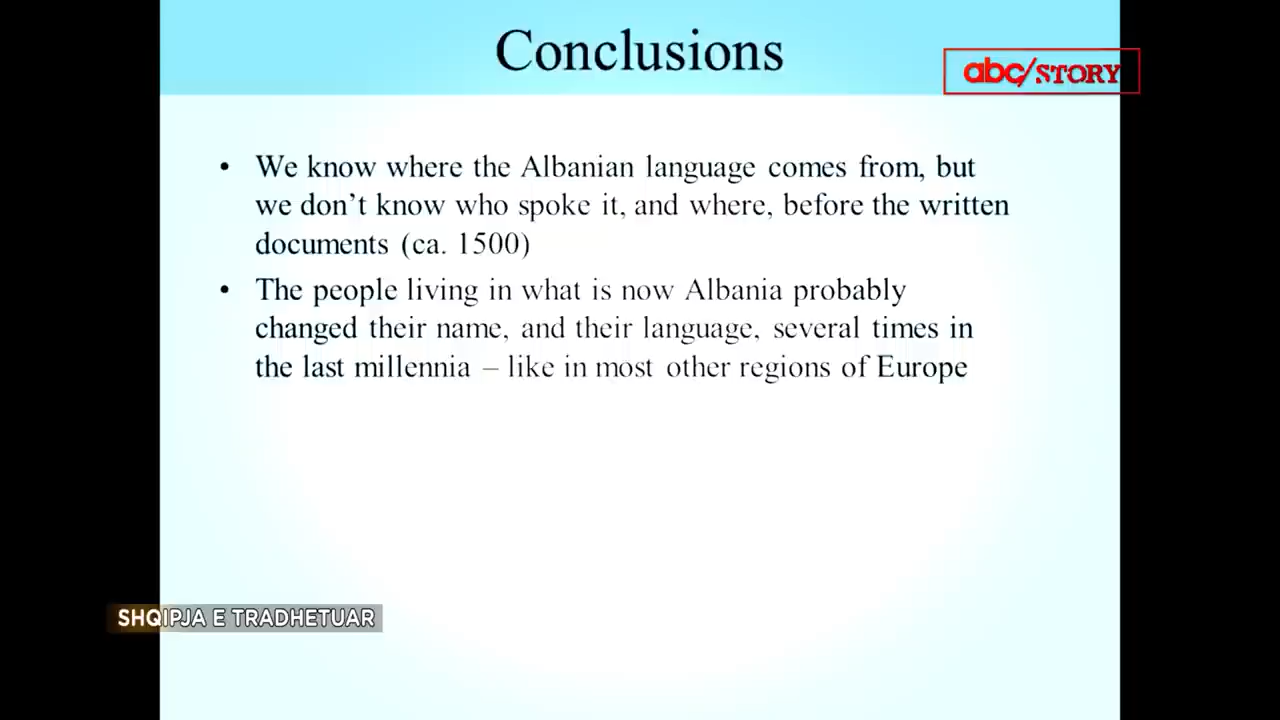 Conclusions
abc/STORY
• We know where the Albanian language comes from, but
we don't know who spoke it, and where, before the written
documents (ca. 1500)
• The people living in what is now Albania probably
changed their name, and their language, several times in
the last millennia – like in most other regions of Europe
SHQIPJA E TRADHETUAR